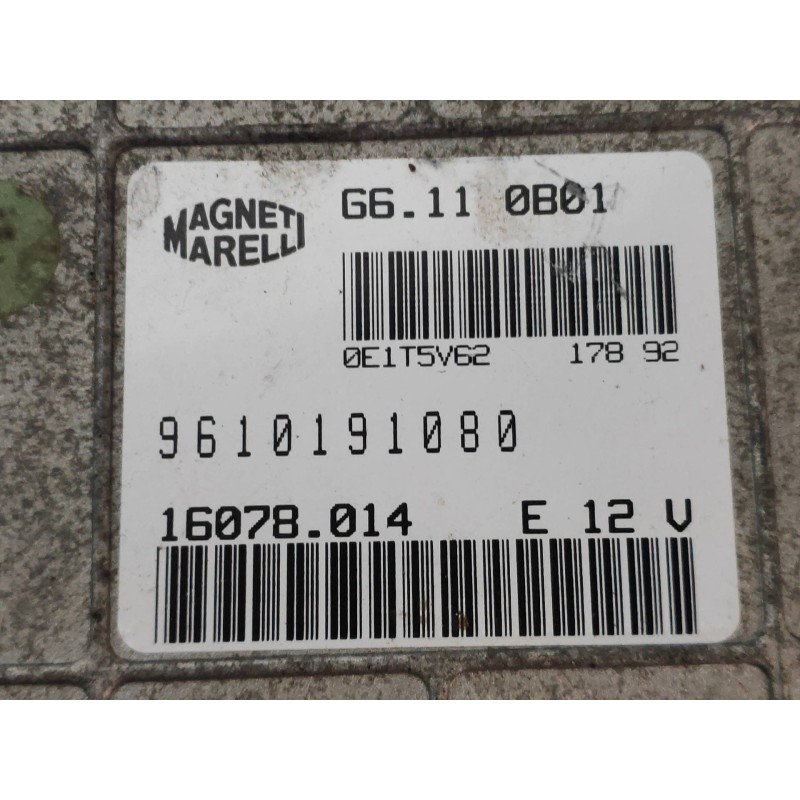 MAGNETI
MARELLI
G6.11 0B01
0E1T5V62 178 92
9610191080
16078.014 E 12 V